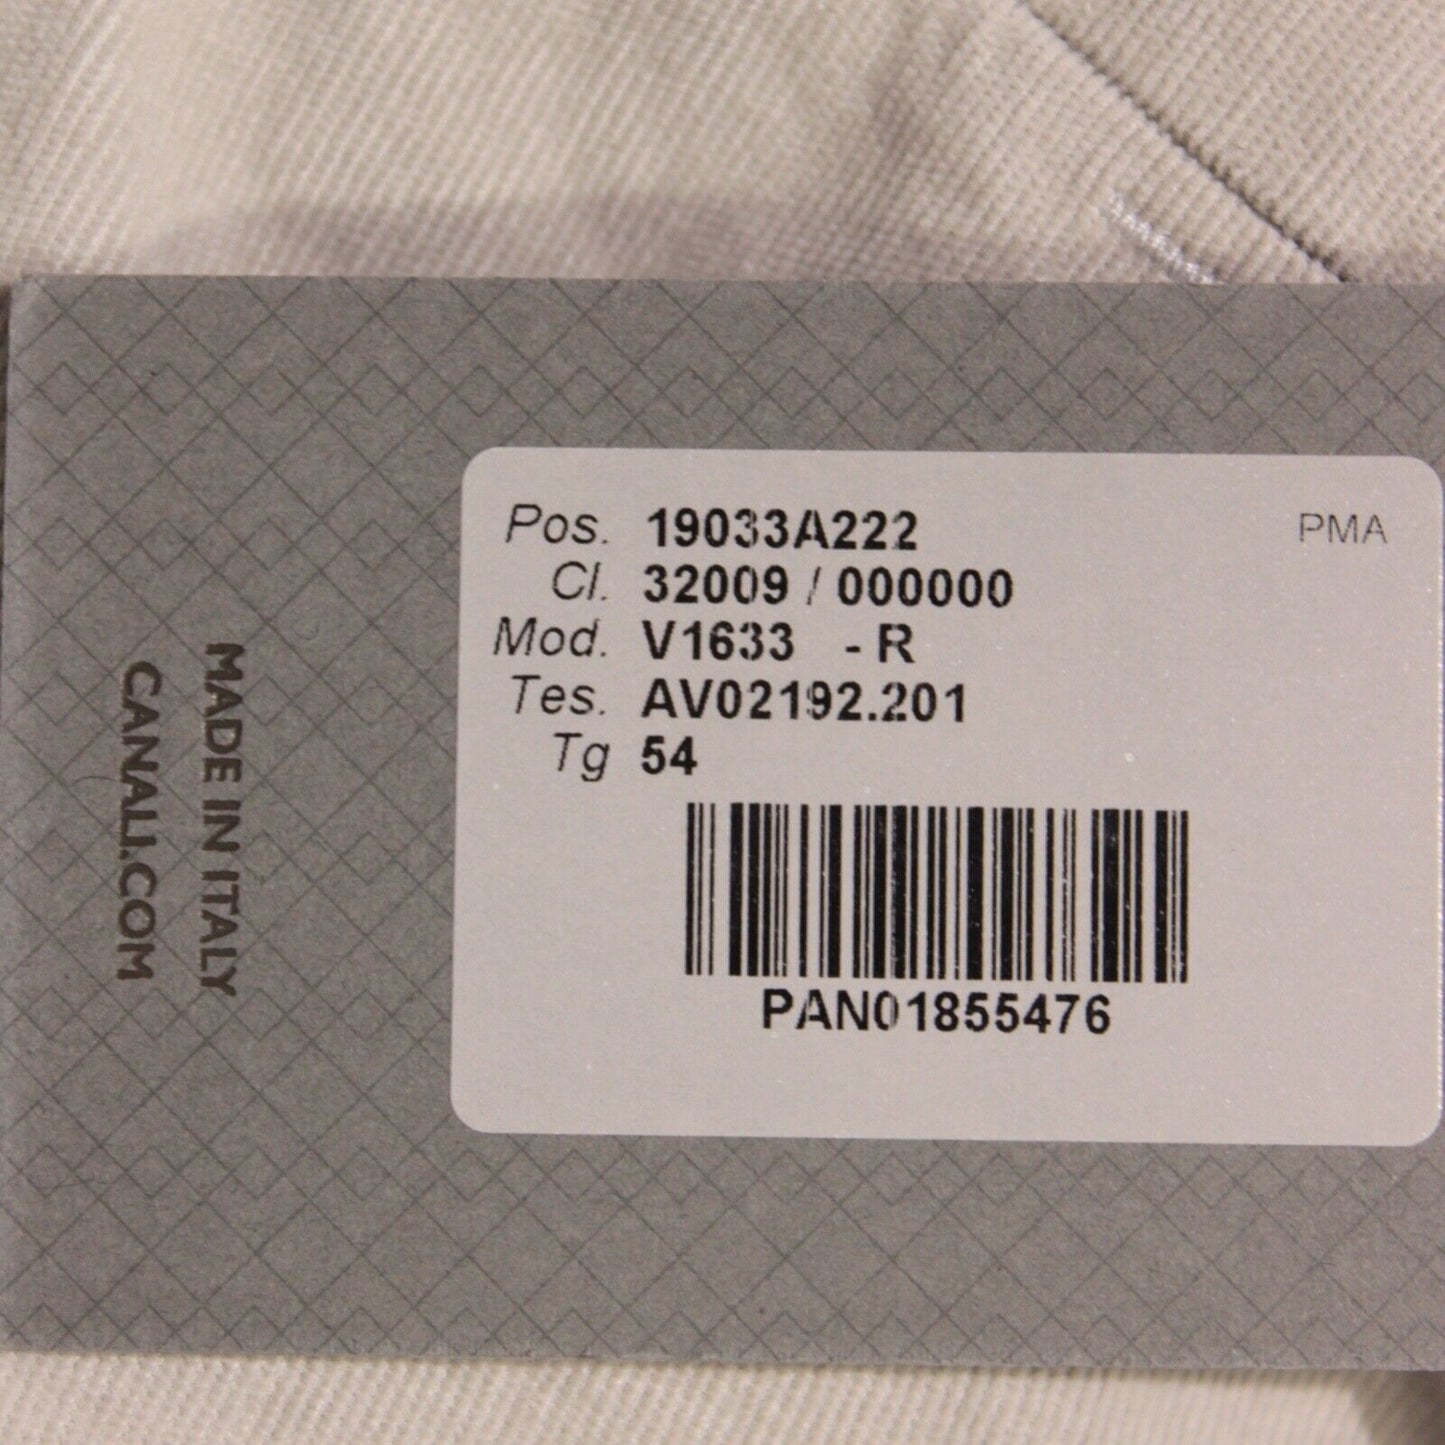 MADE IN ITALY
CANALI.COM
Pos. 19033A222 PMA
Cl. 32009 / 000000
Mod. V1633 - R
Tes. AV02192.201
Tg 54
PAN01855476